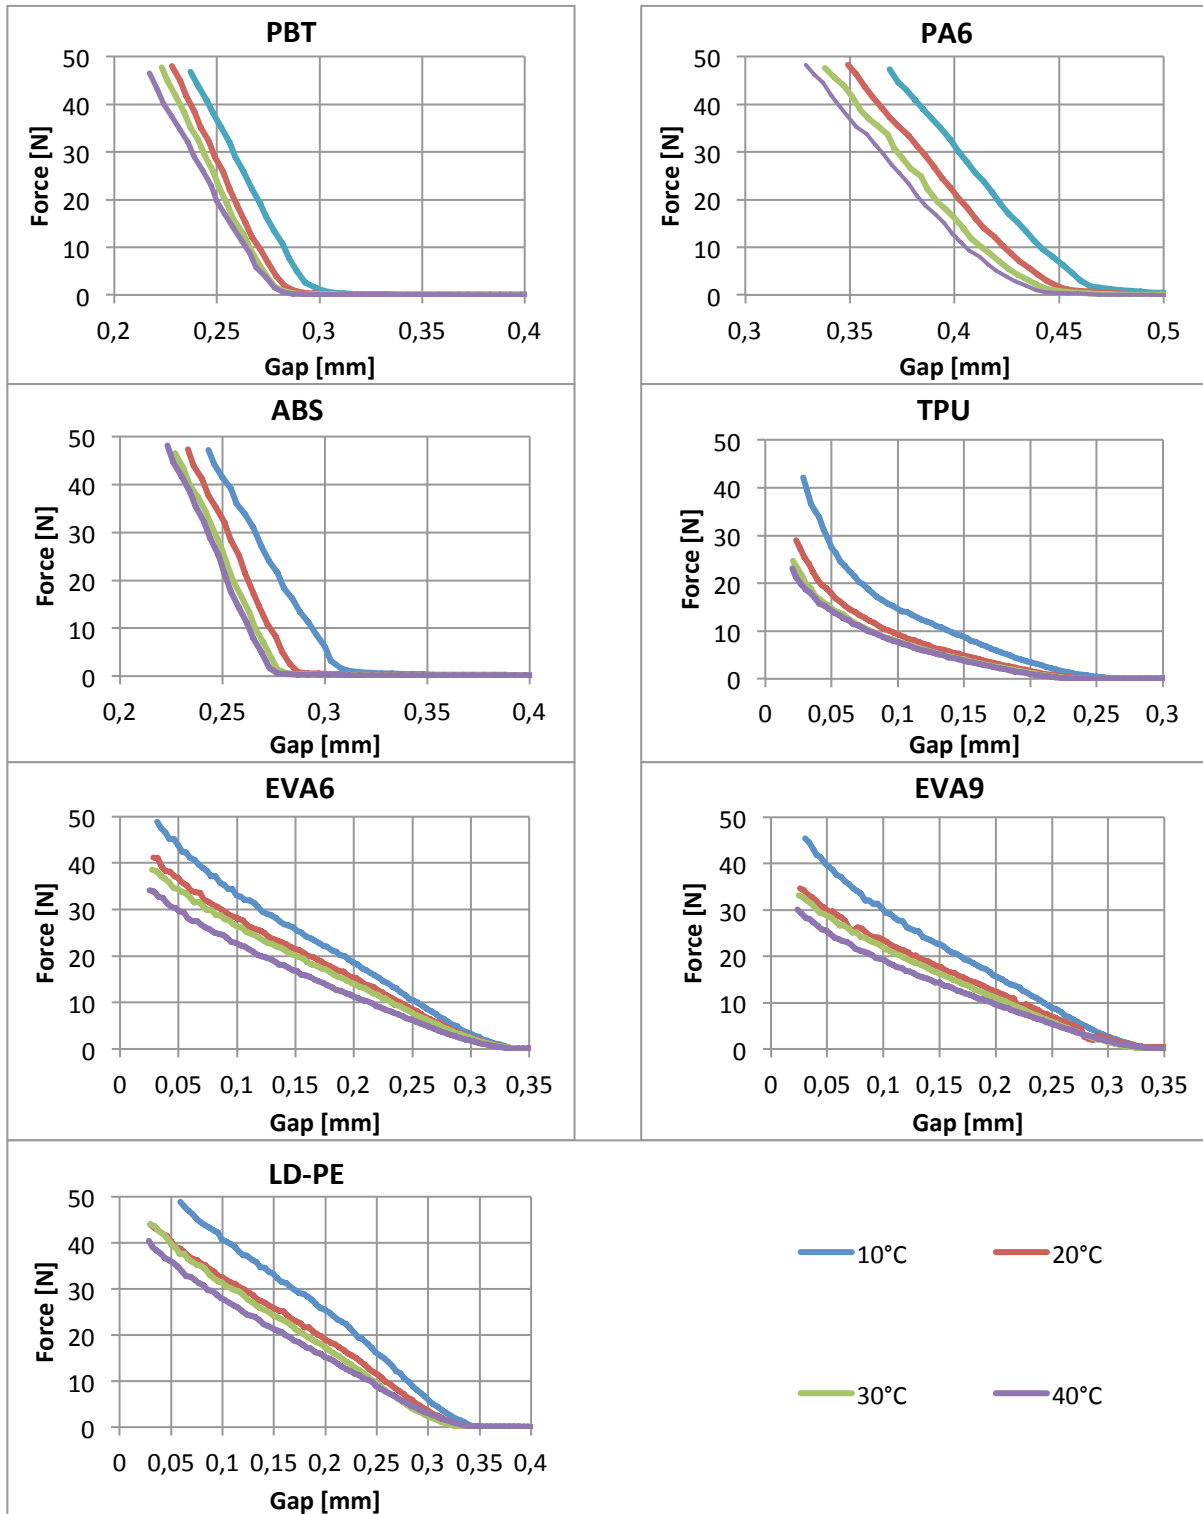 PBT
50
40
30
20
10
0
Force [N]
0,2 0,25 0,3 0,35 0,4
Gap [mm]
PA6
50
40
30
20
10
0
Force [N]
0,3 0,35 0,4 0,45 0,5
Gap [mm]
ABS
50
40
30
20
10
0
Force [N]
0,2 0,25 0,3 0,35 0,4
Gap [mm]
TPU
50
40
30
20
10
0
Force [N]
0 0,05 0,1 0,15 0,2 0,25 0,3
Gap [mm]
EVA6
50
40
30
20
10
0
Force [N]
0 0,05 0,1 0,15 0,2 0,25 0,3 0,35
Gap [mm]
EVA9
50
40
30
20
10
0
Force [N]
0 0,05 0,1 0,15 0,2 0,25 0,3 0,35
Gap [mm]
LD-PE
50
40
30
20
10
0
Force [N]
0 0,05 0,1 0,15 0,2 0,25 0,3 0,35 0,4
Gap [mm]
10°C 20°C
30°C 40°C